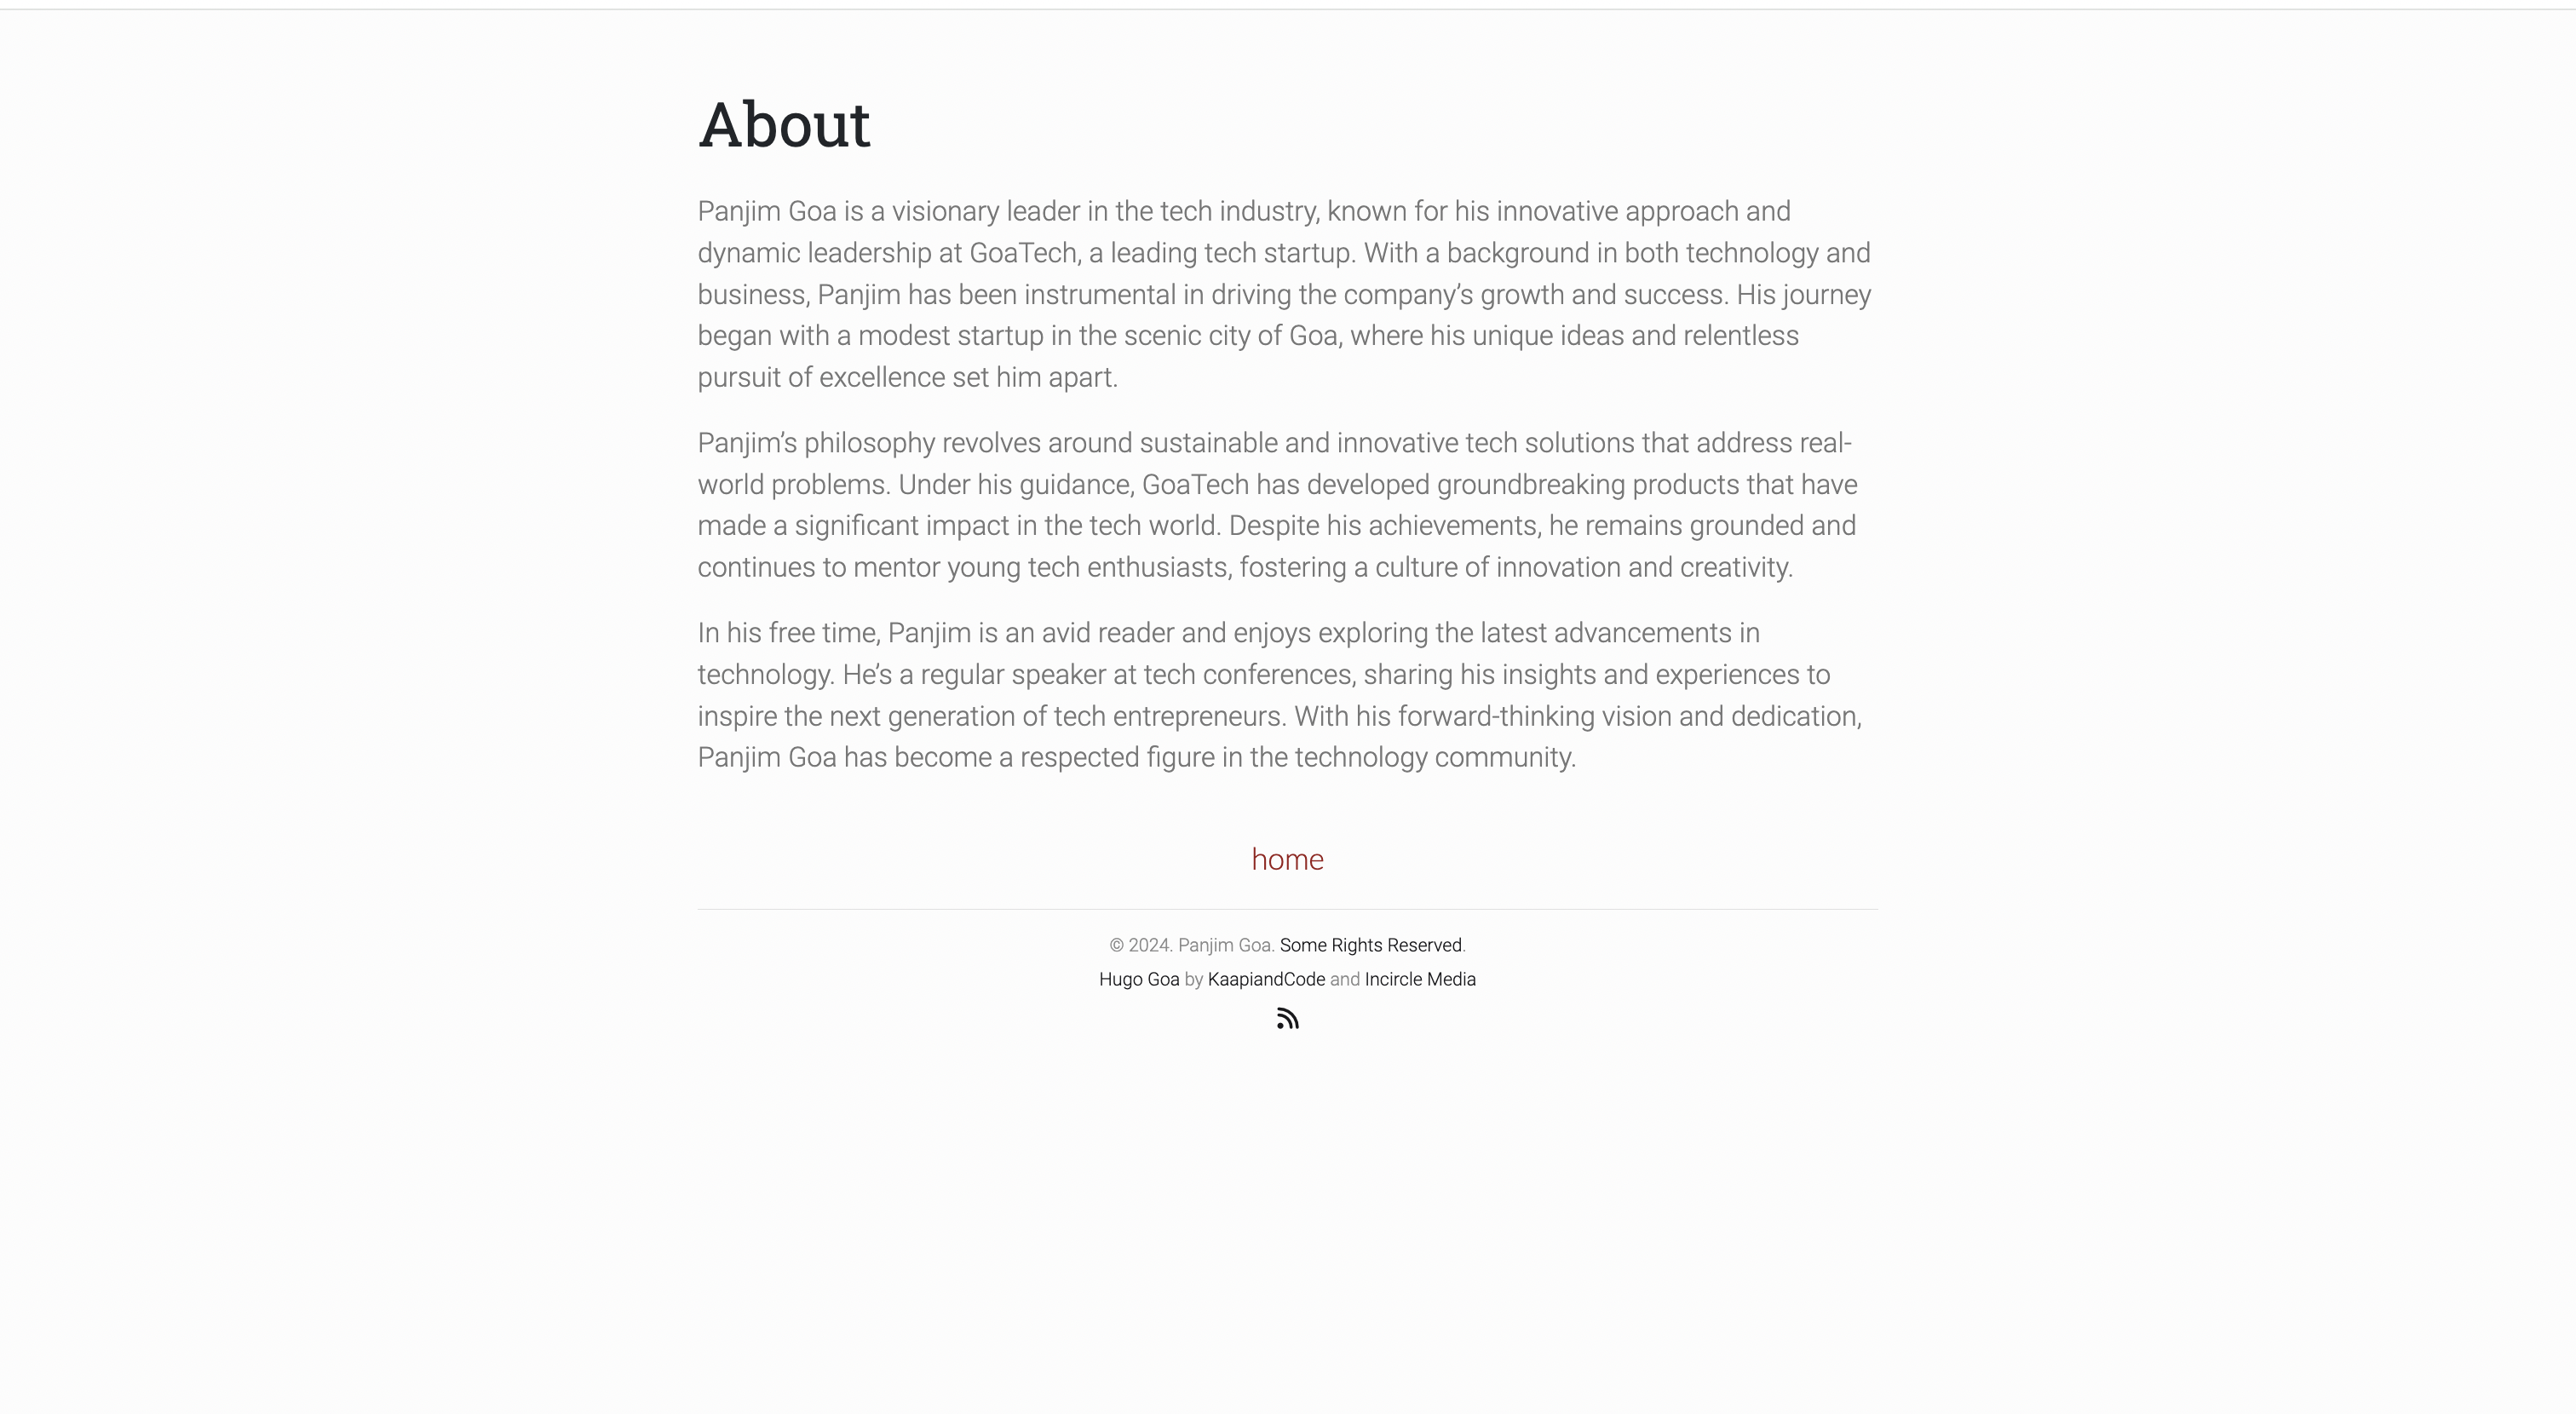 About
Panjim Goa is a visionary leader in the tech industry, known for his innovative approach and
dynamic leadership at GoaTech, a leading tech startup. With a background in both technology and
business, Panjim has been instrumental in driving the company’s growth and success. His journey
began with a modest startup in the scenic city of Goa, where his unique ideas and relentless
pursuit of excellence set him apart.
Panjim’s philosophy revolves around sustainable and innovative tech solutions that address real-
world problems. Under his guidance, GoaTech has developed groundbreaking products that have
made a significant impact in the tech world. Despite his achievements, he remains grounded and
continues to mentor young tech enthusiasts, fostering a culture of innovation and creativity.
In his free time, Panjim is an avid reader and enjoys exploring the latest advancements in
technology. He’s a regular speaker at tech conferences, sharing his insights and experiences to
inspire the next generation of tech entrepreneurs. With his forward-thinking vision and dedication,
Panjim Goa has become a respected figure in the technology community.
home
© 2024. Panjim Goa. Some Rights Reserved.
Hugo Goa by KaapiandCode and Incircle Media